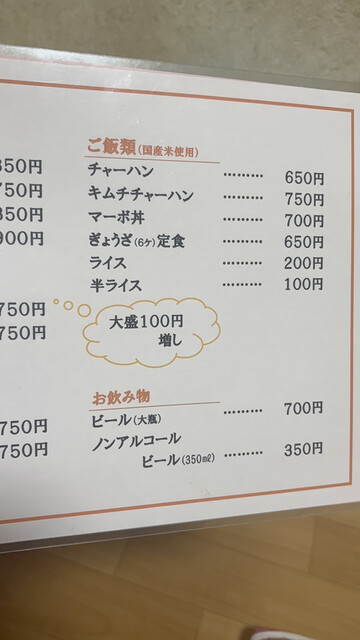 ご飯類(国産米使用)
チャーハン ……… 650円
キムチチャーハン ……… 750円
マーボ丼 ……… 700円
ぎょうざ(6ケ)定食 ……… 650円
ライス ……… 200円
半ライス ……… 100円
大盛100円
増し
お飲み物
ビール(大瓶) ……… 700円
ノンアルコール
ビール(350㎖) ……… 350円
850円
750円
850円
900円
750円
750円
750円
750円